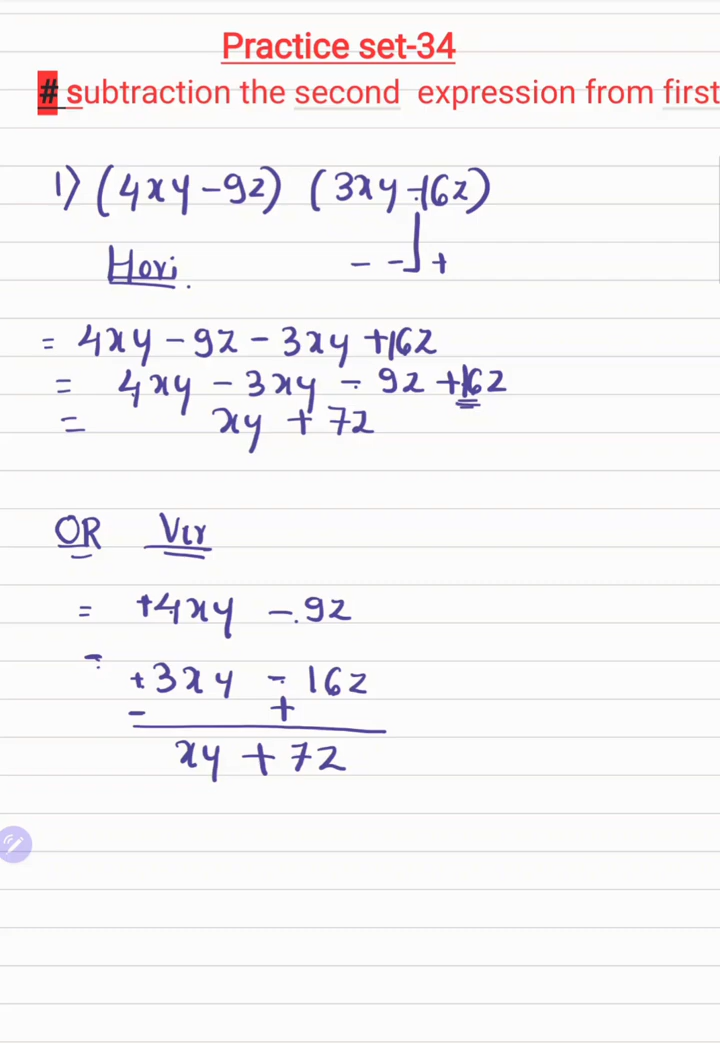 Practice set-34
# subtraction the second expression from first
1) (4xy-9z) (3xy-16z)
Hori. - - +
= 4xy - 9z - 3xy +16z
= 4xy - 3xy - 9z +16z
= xy + 7z
OR Ver
= +4xy - 9z
- +3xy - 16z
- +
xy + 7z